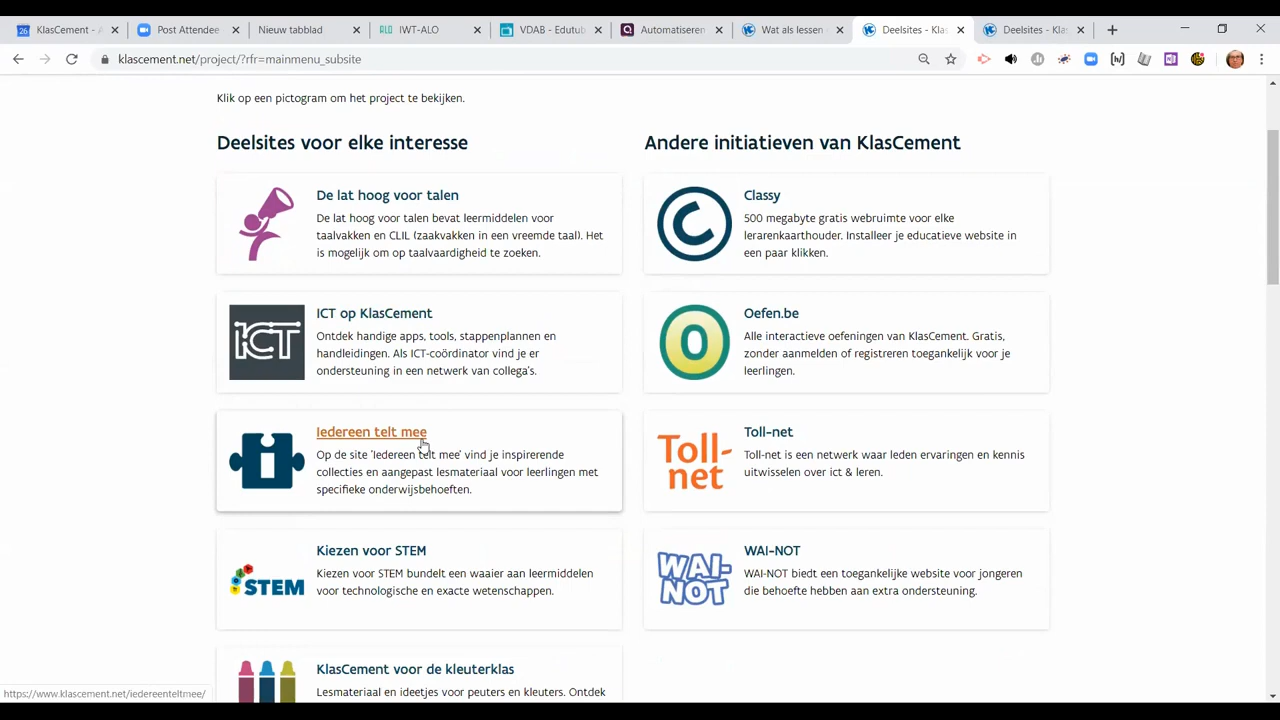 26
KlasCement - A
Post Attendee
Nieuw tabblad
ALO
IWT-ALO
VDAB - Edutub
Automatiseren
Wat als lessen
Deelsites - Klas
Deelsites - Klas
klascement.net/project/?rfr=mainmenu_subsite
Klik op een pictogram om het project te bekijken.
Deelsites voor elke interesse
De lat hoog voor talen
De lat hoog voor talen bevat leermiddelen voor
taalvakken en CLIL (zaakvakken in een vreemde taal). Het
is mogelijk om op taalvaardigheid te zoeken.
ICT
ICT op KlasCement
Ontdek handige apps, tools, stappenplannen en
handleidingen. Als ICT-coördinator vind je er
ondersteuning in een netwerk van collega's.
i
Iedereen telt mee
Op de site 'Iedereen telt mee' vind je inspirerende
collecties en aangepast lesmateriaal voor leerlingen met
specifieke onderwijsbehoeften.
STEM
Kiezen voor STEM
Kiezen voor STEM bundelt een waaier aan leermiddelen
voor technologische en exacte wetenschappen.
KlasCement voor de kleuterklas
Lesmateriaal en ideetjes voor peuters en kleuters. Ontdek
Andere initiatieven van KlasCement
C
Classy
500 megabyte gratis webruimte voor elke
lerarenkaarthouder. Installeer je educatieve website in
een paar klikken.
O
Oefen.be
Alle interactieve oefeningen van KlasCement. Gratis,
zonder aanmelden of registreren toegankelijk voor je
leerlingen.
Toll-
net
Toll-net
Toll-net is een netwerk waar leden ervaringen en kennis
uitwisselen over ict & leren.
WAI-
NOT
WAI-NOT
WAI-NOT biedt een toegankelijke website voor jongeren
die behoefte hebben aan extra ondersteuning.
https://www.klascement.net/iedereenteltmee/